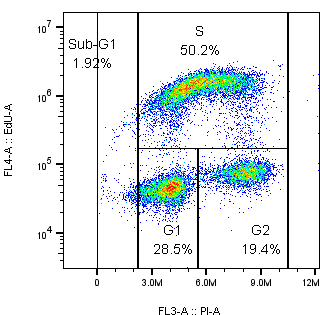 10^7
Sub-G1
1.92%
S
50.2%
10^6
FL4-A :: EdU-A
10^5
G1
28.5%
G2
19.4%
10^4
0
3.0M
6.0M
9.0M
12M
FL3-A :: PI-A